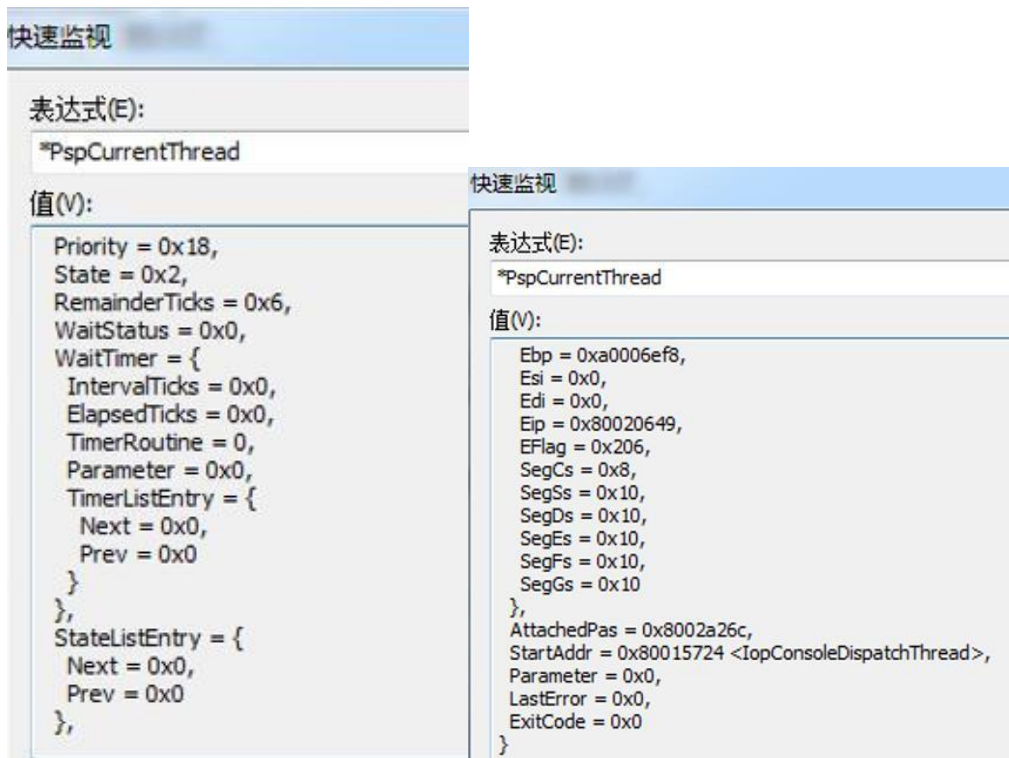 快速监视
表达式(E):
*PspCurrentThread
值(V):
Priority = 0x18,
State = 0x2,
RemainderTicks = 0x6,
WaitStatus = 0x0,
WaitTimer = {
IntervalTicks = 0x0,
ElapsedTicks = 0x0,
TimerRoutine = 0,
Parameter = 0x0,
TimerListEntry = {
Next = 0x0,
Prev = 0x0
}
},
StateListEntry = {
Next = 0x0,
Prev = 0x0
},
快速监视
表达式(E):
*PspCurrentThread
值(V):
Ebp = 0xa0006ef8,
Esi = 0x0,
Edi = 0x0,
Eip = 0x80020649,
EFlag = 0x206,
SegCs = 0x8,
SegSs = 0x10,
SegDs = 0x10,
SegEs = 0x10,
SegFs = 0x10,
SegGs = 0x10
},
AttachedPas = 0x8002a26c,
StartAddr = 0x80015724 <IopConsoleDispatchThread>,
Parameter = 0x0,
LastError = 0x0,
ExitCode = 0x0
}